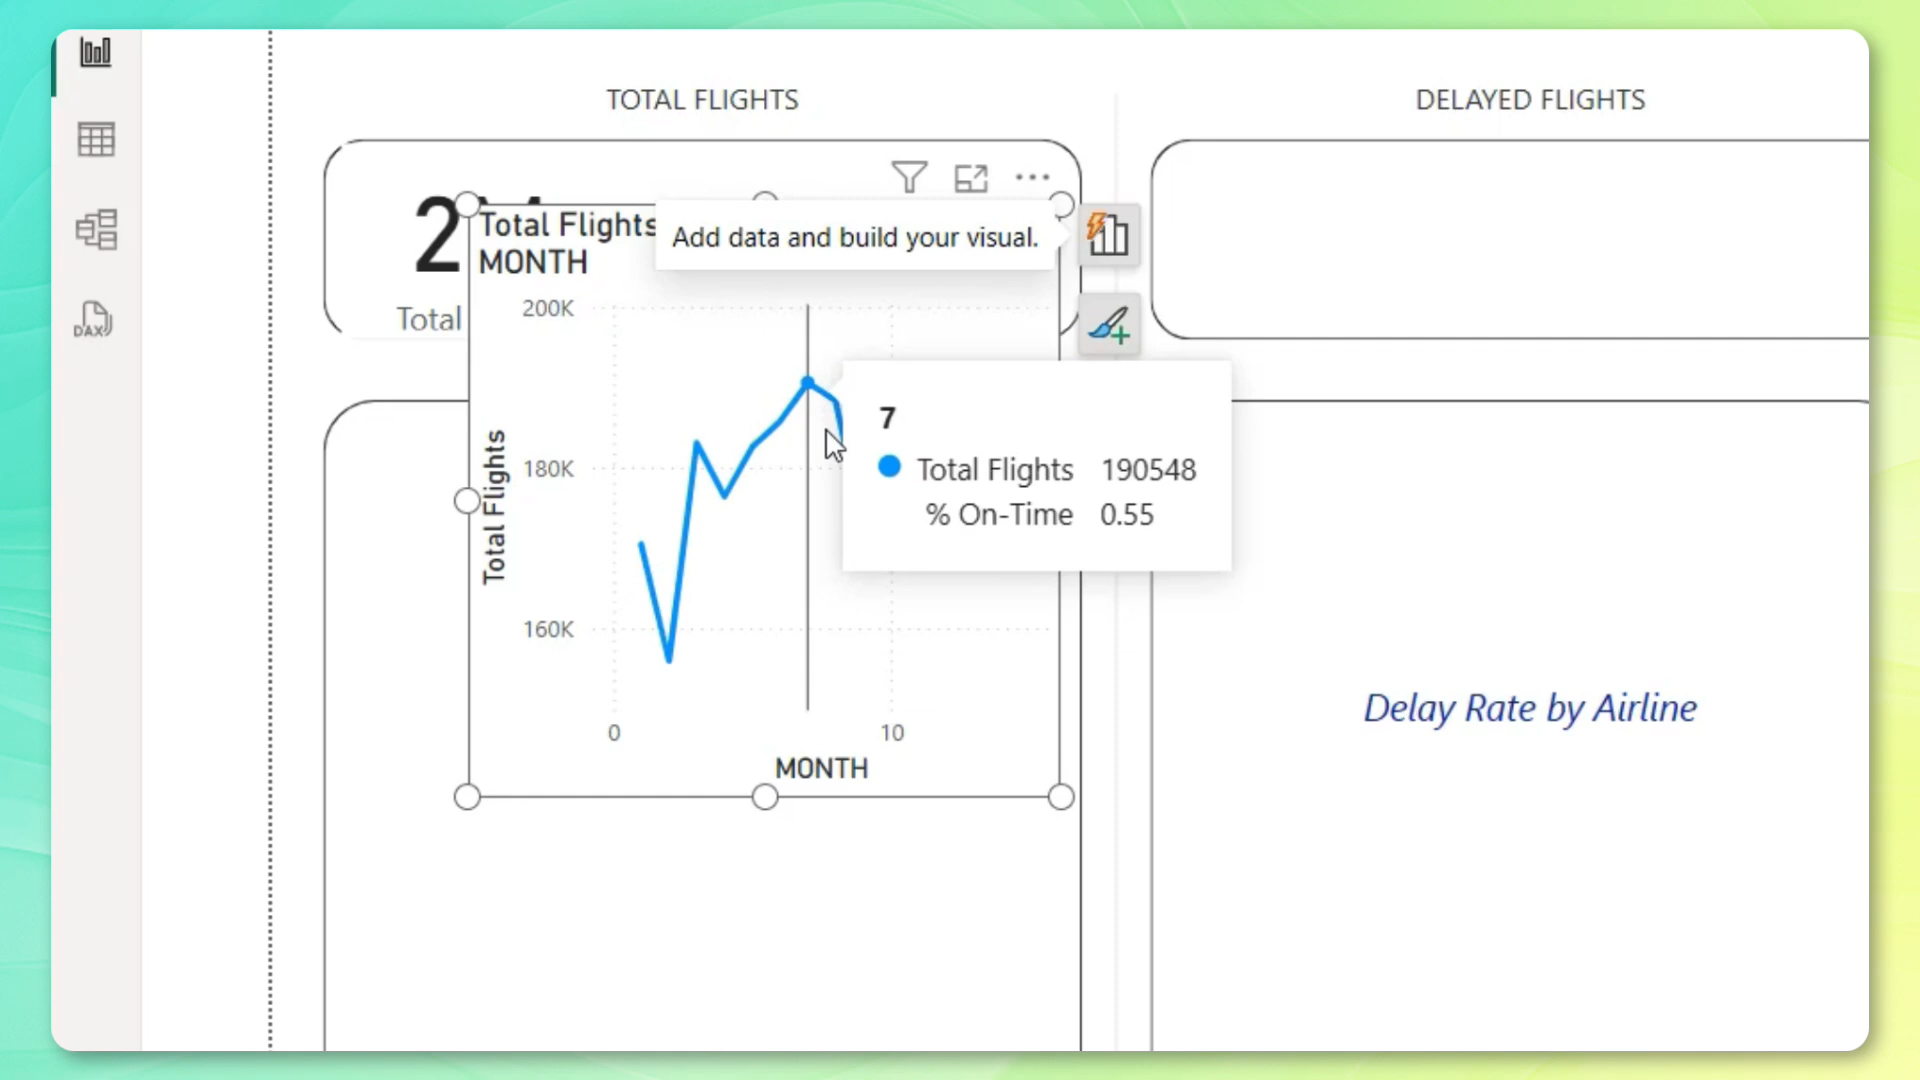 TOTAL FLIGHTS
DELAYED FLIGHTS
Total Flights
MONTH
Add data and build your visual.
Total
200K
180K
160K
Total Flights
7
Total Flights 190548
% On-Time 0.55
0
10
MONTH
Delay Rate by Airline
DAX